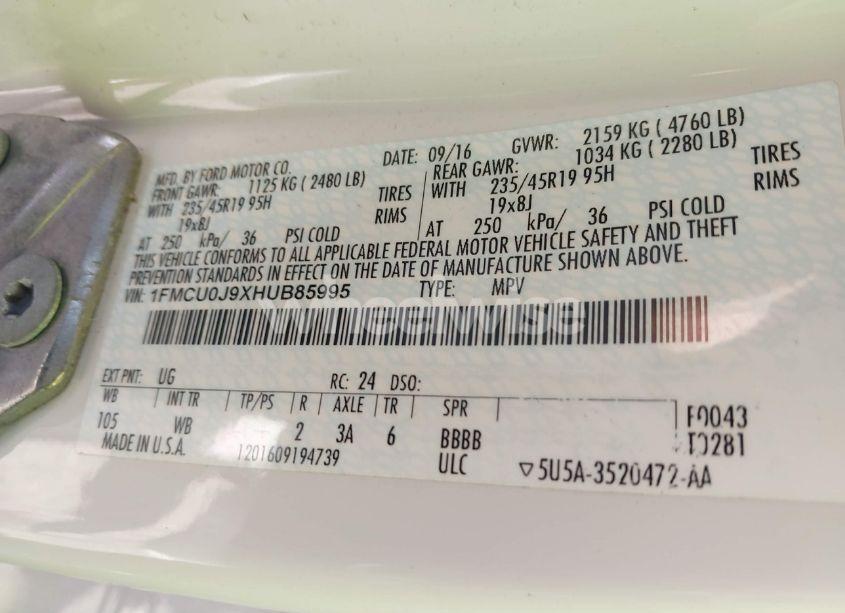 MFD. BY FORD MOTOR CO.
DATE: 09/16 GVWR: 2159 KG ( 4760 LB)
FRONT GAWR: 1125 KG ( 2480 LB)
REAR GAWR: 1034 KG ( 2280 LB)
WITH 235/45R19 95H TIRES
WITH 235/45R19 95H TIRES
19x8J RIMS
19x8J RIMS
AT 250 kPa/ 36 PSI COLD
AT 250 kPa/ 36 PSI COLD
THIS VEHICLE CONFORMS TO ALL APPLICABLE FEDERAL MOTOR VEHICLE SAFETY AND THEFT
PREVENTION STANDARDS IN EFFECT ON THE DATE OF MANUFACTURE SHOWN ABOVE.
VIN: 1FMCU0J9XHUB85995 TYPE: MPV
wheelwise
EXT PNT: UG RC: 24 DSO:
WB INT TR TP/PS R AXLE TR SPR
105 WB 2 3A 6 BBBB
F0043
T0281
MADE IN U.S.A. 1201609194739 ULC
5U5A-3520472-AA